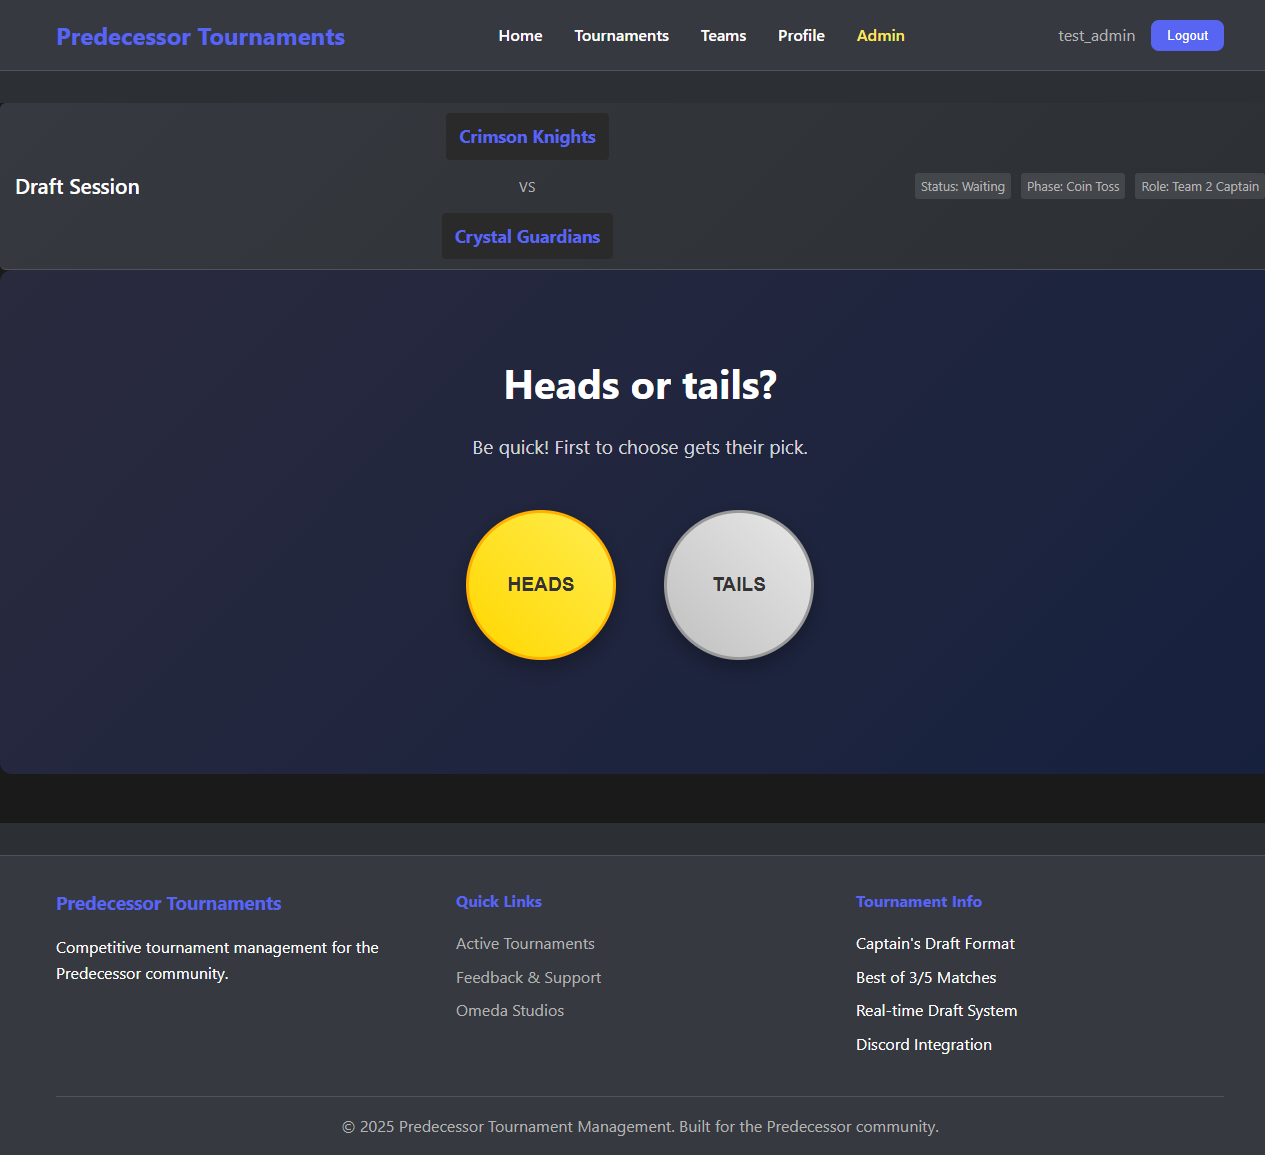 Predecessor Tournaments
Home
Tournaments
Teams
Profile
Admin
test_admin
Logout
Draft Session
Crimson Knights
VS
Crystal Guardians
Status: Waiting
Phase: Coin Toss
Role: Team 2 Captain
Heads or tails?
Be quick! First to choose gets their pick.
HEADS
TAILS
Predecessor Tournaments
Competitive tournament management for the
Predecessor community.
Quick Links
Active Tournaments
Feedback & Support
Omeda Studios
Tournament Info
Captain's Draft Format
Best of 3/5 Matches
Real-time Draft System
Discord Integration
© 2025 Predecessor Tournament Management. Built for the Predecessor community.